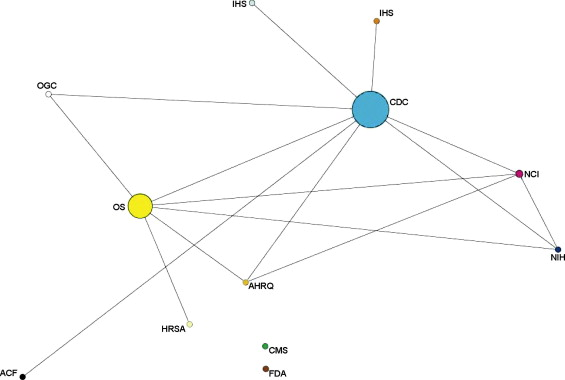 IHS
IHS
OGC
CDC
NCI
OS
NIH
AHRQ
HRSA
CMS
ACF
FDA